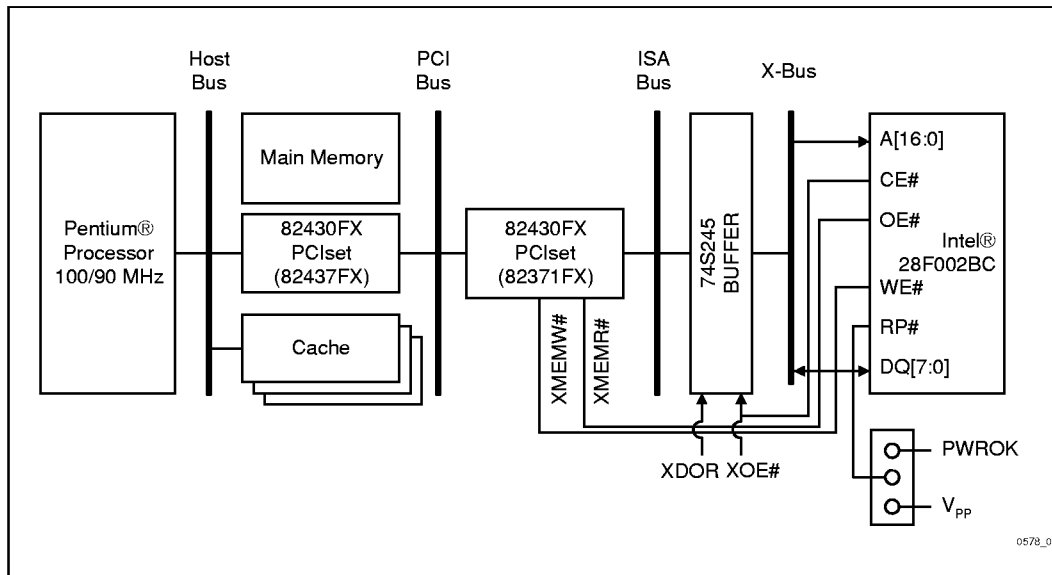 Host
Bus
PCI
Bus
ISA
Bus
X-Bus
Pentium®
Processor
100/90 MHz
Main Memory
82430FX
PCIset
(82437FX)
Cache
82430FX
PCIset
(82371FX)
XMEMW#
XMEMR#
74S245
BUFFER
XDOR
XOE#
A[16:0]
CE#
OE#
Intel®
28F002BC
WE#
RP#
DQ[7:0]
PWROK
VPP
0578_0